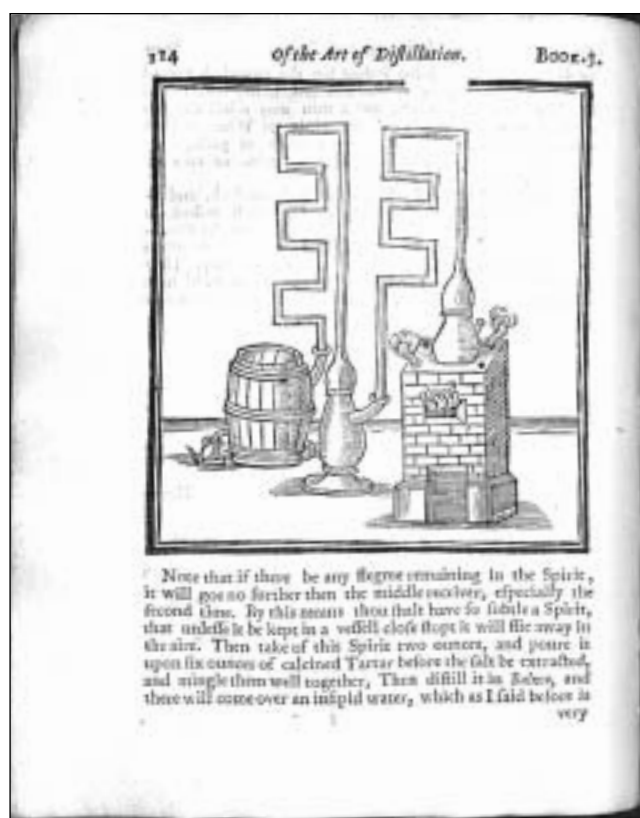 124 Of the Art of Distillation. Book.5.
Note that if there be any flegme remaining in the Spirit,
it will goe no further then the middle receiver, eſpecially the
ſecond time. By this means thou ſhalt have ſo ſubtle a Spirit,
that unleſſe it be kept in a veſſell cloſe ſtopt it will flie away in
the aire. Then take of this Spirit two ounces, and poure it
upon ſix ounces of calcined Tartar before the ſalt be extracted,
and mingle them well together, Then diſtill it in Balneo, and
there will come over an inſipid water, which as I ſaid before is
very